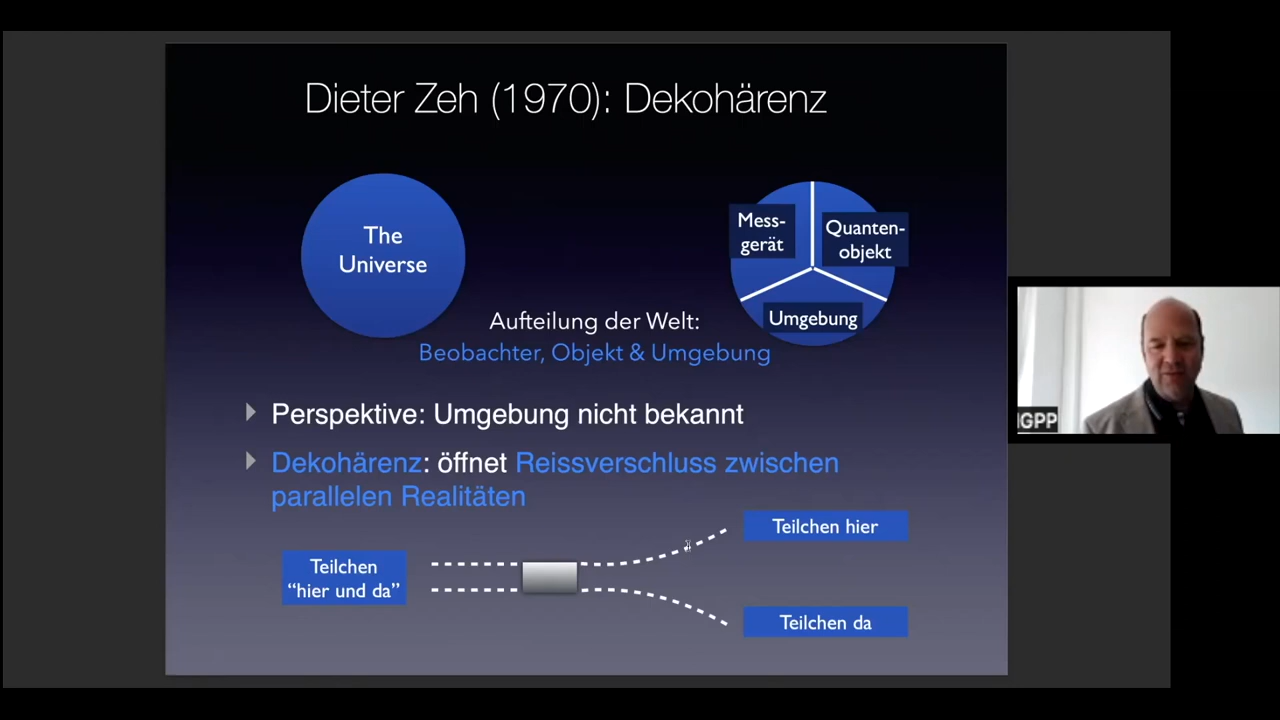 Dieter Zeh (1970): Dekohärenz
The
Universe
Mess-
gerät
Quanten-
objekt
Umgebung
Aufteilung der Welt:
Beobachter, Objekt & Umgebung
Perspektive: Umgebung nicht bekannt
Dekohärenz: öffnet Reissverschluss zwischen
parallelen Realitäten
Teilchen
“hier und da”
Teilchen hier
Teilchen da
IGPP